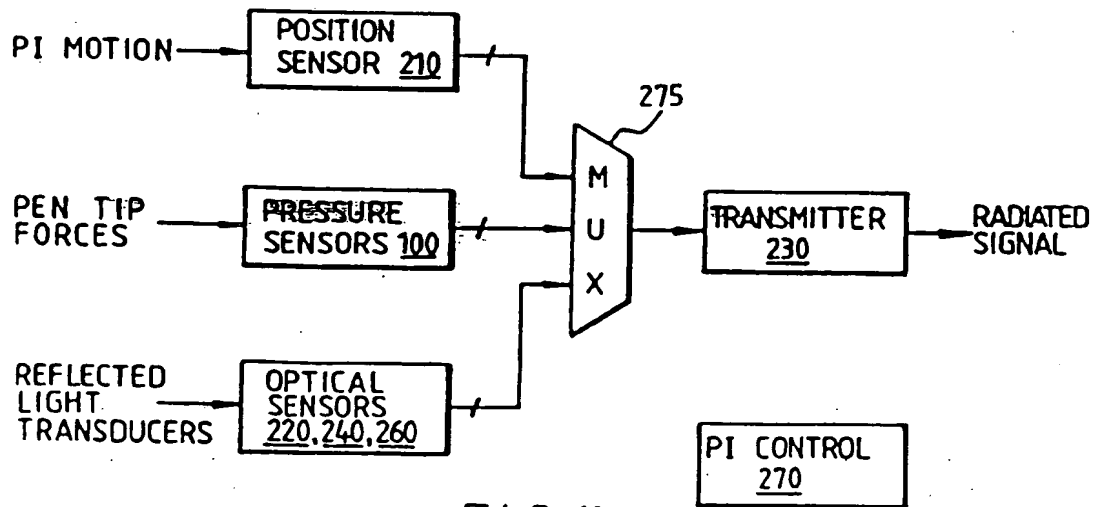 PI MOTION
POSITION
SENSOR 210
275
PEN TIP
FORCES
PRESSURE
SENSORS 100
M
U
X
TRANSMITTER
230
RADIATED
SIGNAL
REFLECTED
LIGHT
TRANSDUCERS
OPTICAL
SENSORS
220, 240, 260
PI CONTROL
270